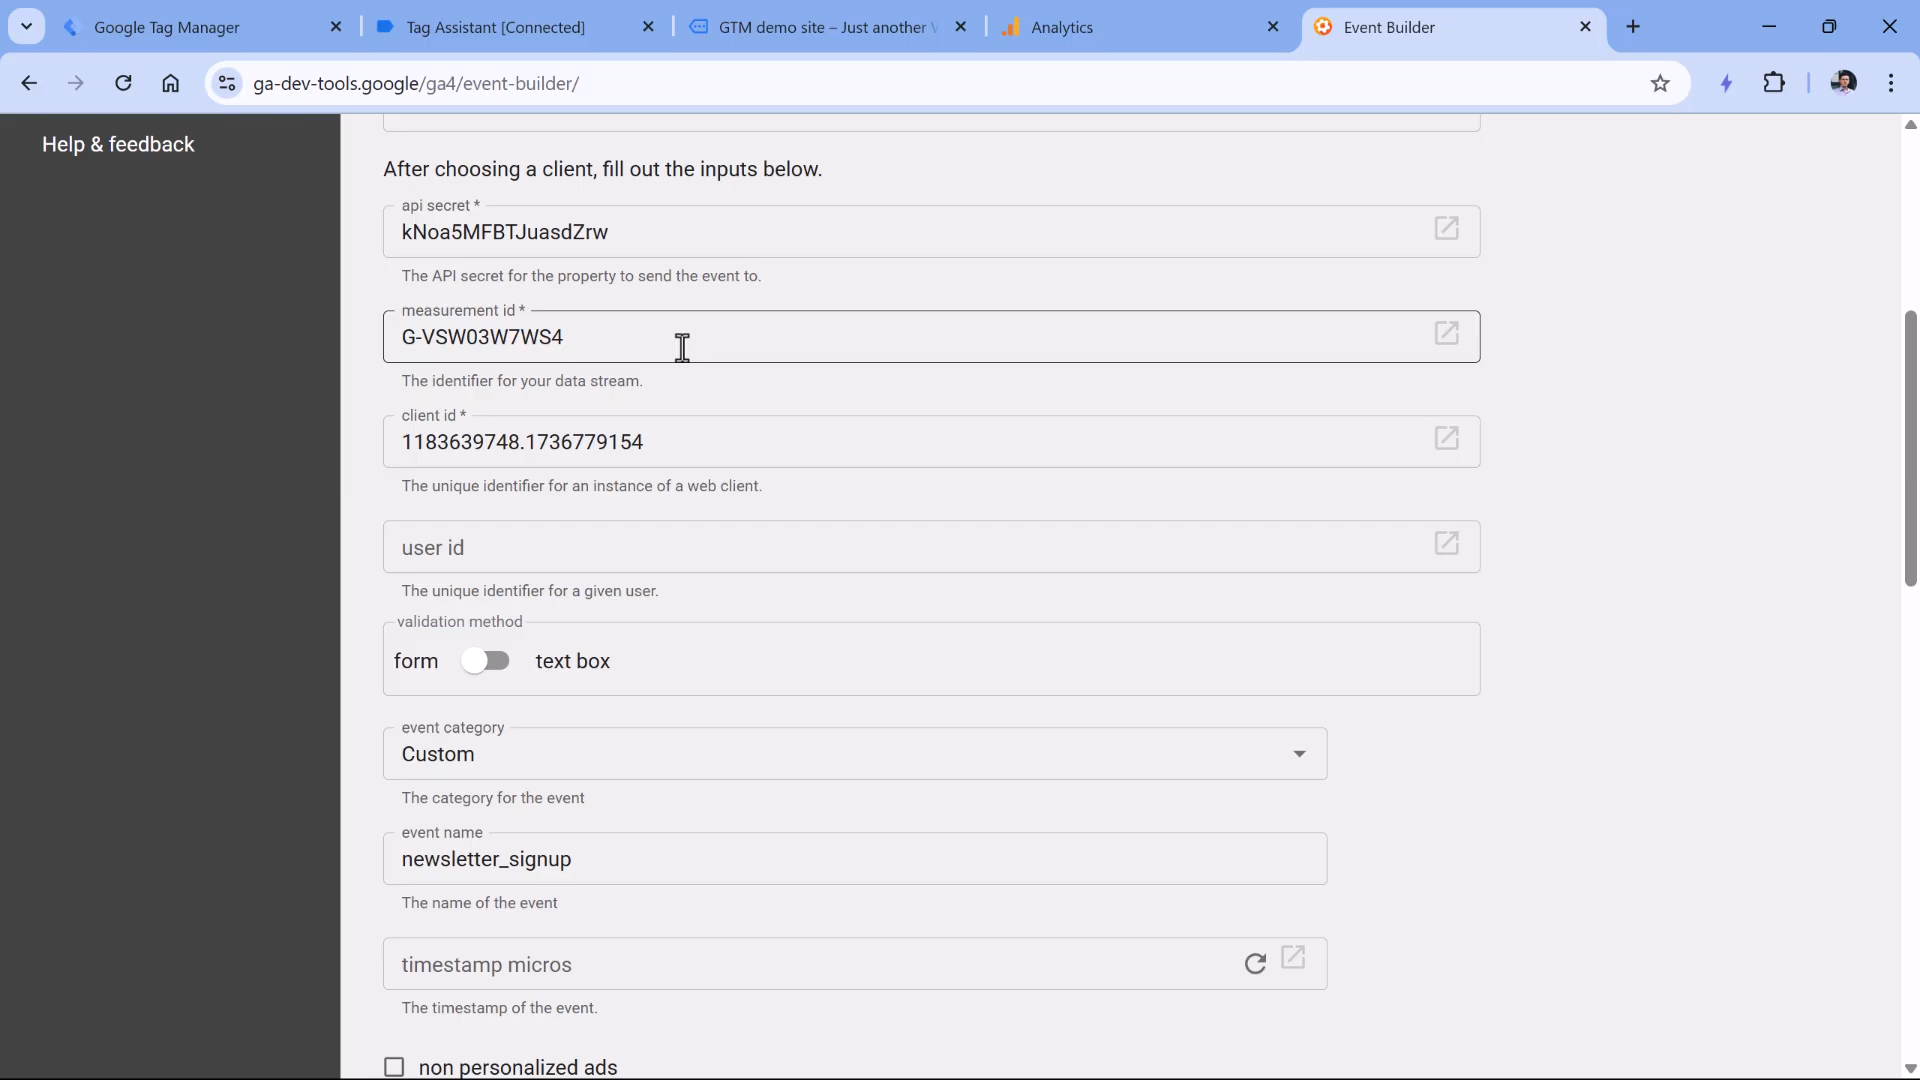 Google Tag Manager
Tag Assistant [Connected]
GTM demo site – Just another W
Analytics
Event Builder
ga-dev-tools.google/ga4/event-builder/
Help & feedback
After choosing a client, fill out the inputs below.
api secret *
kNoa5MFBTJuasdZrw
The API secret for the property to send the event to.
measurement id *
G-VSW03W7WS4
The identifier for your data stream.
client id *
1183639748.1736779154
The unique identifier for an instance of a web client.
user id
The unique identifier for a given user.
validation method
form text box
event category
Custom
The category for the event
event name
newsletter_signup
The name of the event
timestamp micros
The timestamp of the event.
non personalized ads